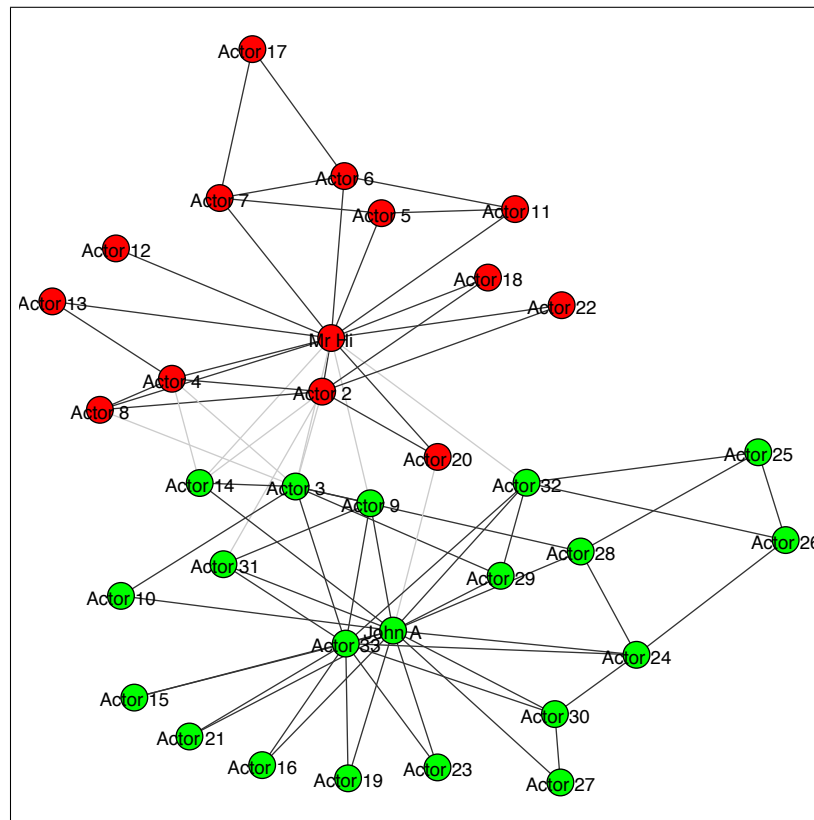 Actor 17
Actor 6
Actor 7
Actor 5
Actor 11
Actor 12
Actor 18
Actor 13
Actor 22
Mr Hi
Actor 4
Actor 2
Actor 8
Actor 20
Actor 25
Actor 14
Actor 3
Actor 32
Actor 9
Actor 26
Actor 28
Actor 31
Actor 29
Actor 10
John A
Actor 33
Actor 24
Actor 15
Actor 30
Actor 21
Actor 16
Actor 23
Actor 19
Actor 27